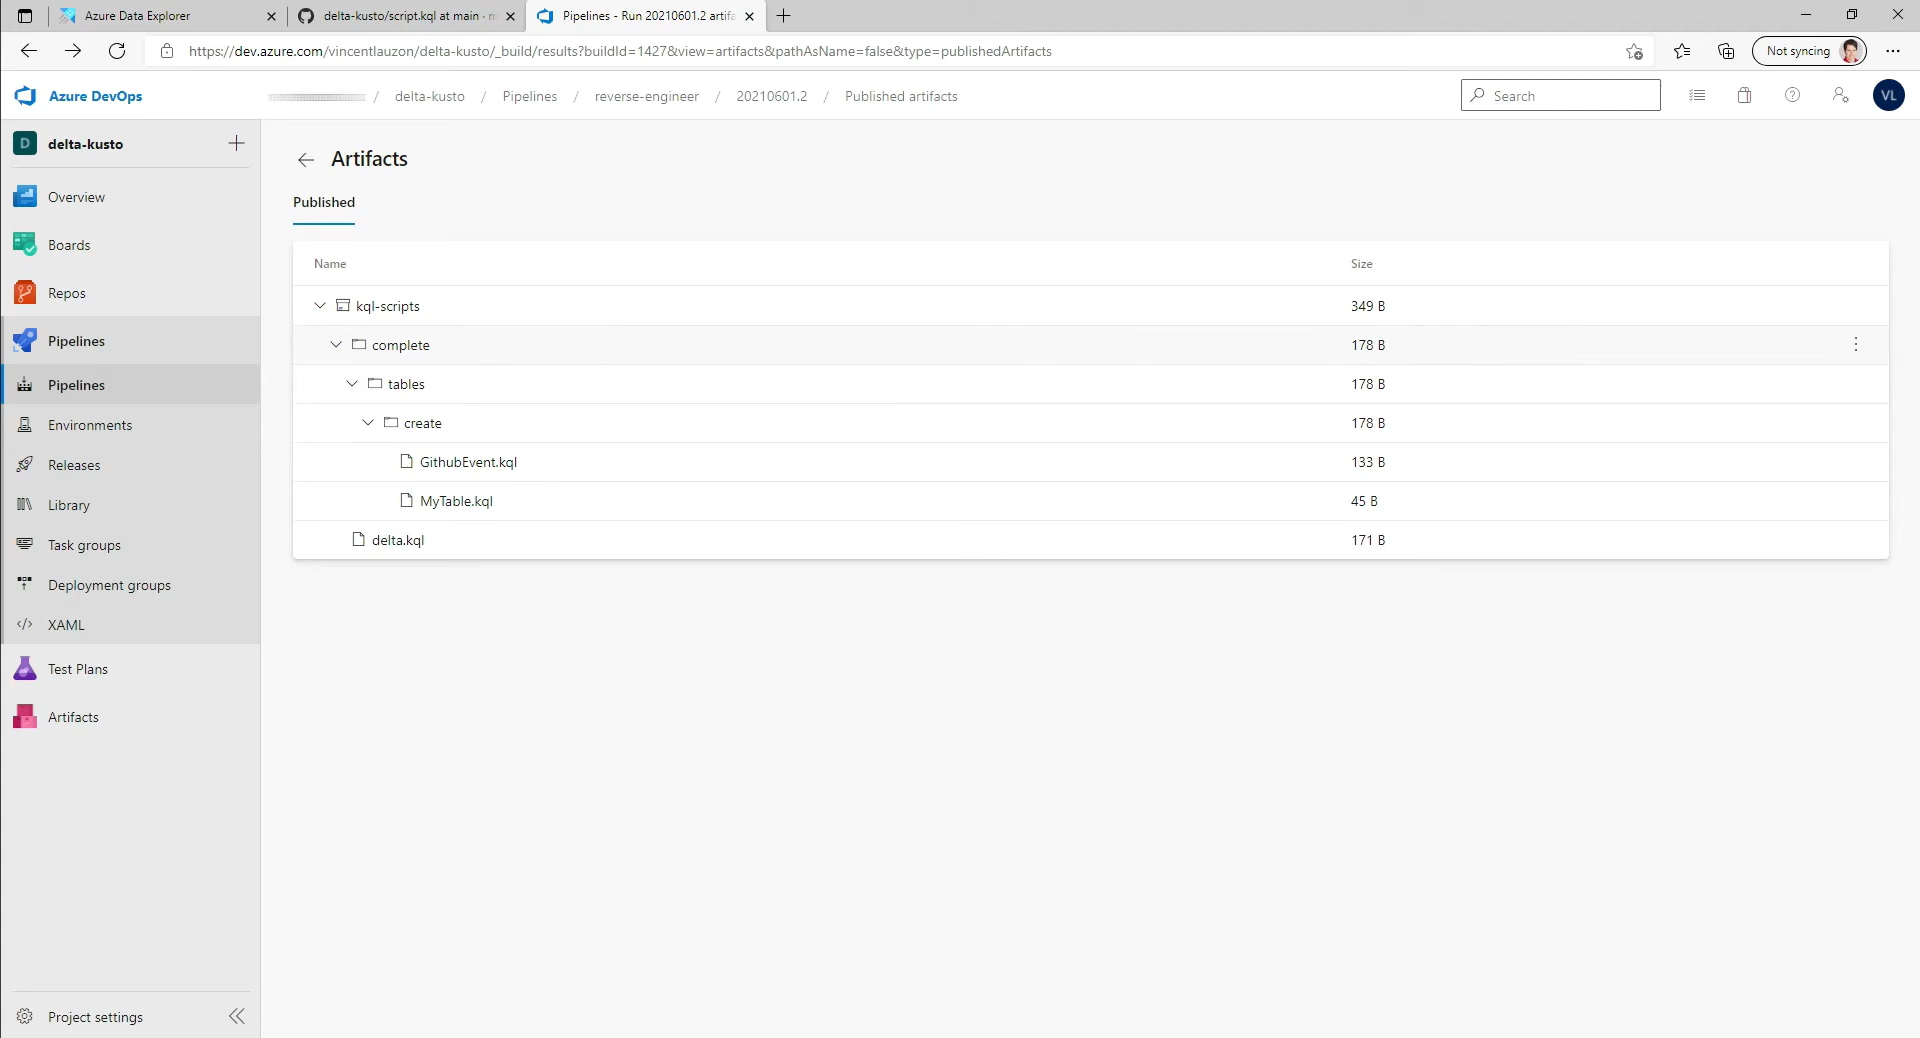 Azure Data Explorer
delta-kusto/script.kql at main · m
Pipelines - Run 20210601.2 artifa
https://dev.azure.com/vincentlauzon/delta-kusto/_build/results?buildId=1427&view=artifacts&pathAsName=false&type=publishedArtifacts
Not syncing
Azure DevOps
/ delta-kusto / Pipelines / reverse-engineer / 20210601.2 / Published artifacts
Search
VL
D delta-kusto
Overview
Boards
Repos
Pipelines
Pipelines
Environments
Releases
Library
Task groups
Deployment groups
XAML
Test Plans
Artifacts
Project settings
Artifacts
Published
Name Size
kql-scripts 349 B
complete 178 B
tables 178 B
create 178 B
GithubEvent.kql 133 B
MyTable.kql 45 B
delta.kql 171 B